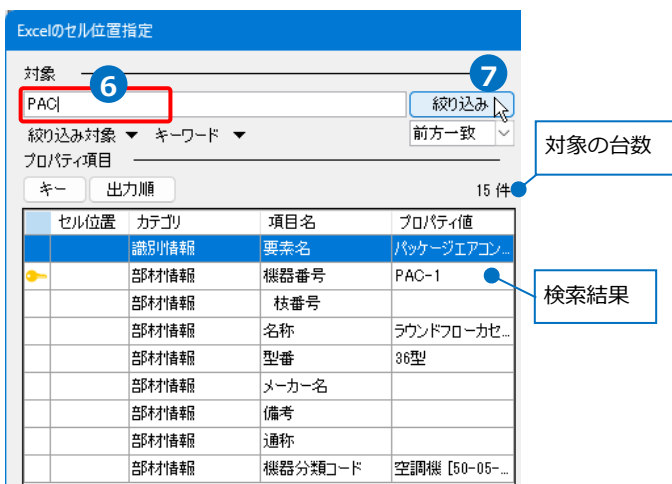 Excelのセル位置指定
対象
6
7
PAC
絞り込み
絞り込み対象 ▼ キーワード ▼
前方一致
対象の台数
プロパティ項目
キー
出力順
15 件
セル位置 カテゴリ 項目名 プロパティ値
識別情報 要素名 パッケージエアコン...
部材情報 機器番号 PAC-1
検索結果
部材情報 枝番号
部材情報 名称 ラウンドフローカセ...
部材情報 型番 36型
部材情報 メーカー名
部材情報 備考
部材情報 通称
部材情報 機器分類コード 空調機 [50-05-...